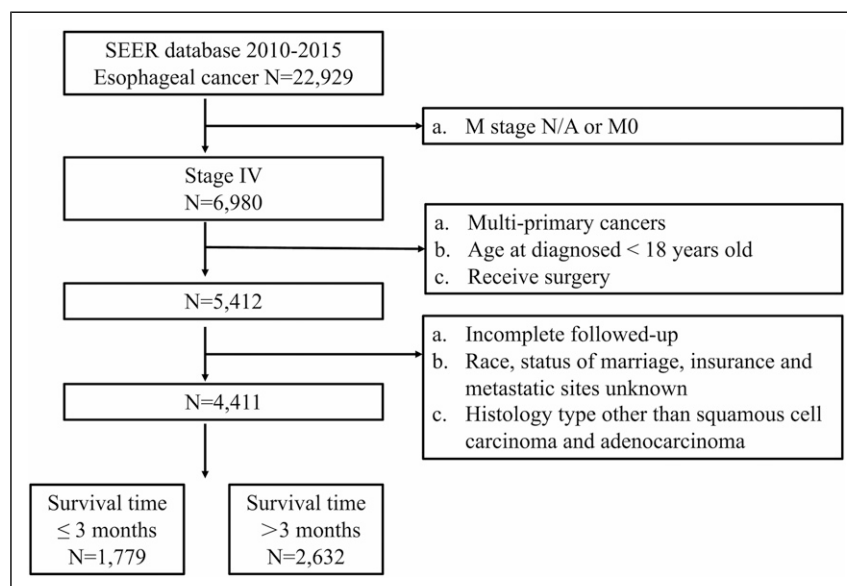 SEER database 2010-2015
Esophageal cancer N=22,929
a. M stage N/A or M0
Stage IV
N=6,980
a. Multi-primary cancers
b. Age at diagnosed < 18 years old
c. Receive surgery
N=5,412
a. Incomplete followed-up
b. Race, status of marriage, insurance and
metastatic sites unknown
c. Histology type other than squamous cell
carcinoma and adenocarcinoma
N=4,411
Survival time
≤ 3 months
N=1,779
Survival time
>3 months
N=2,632